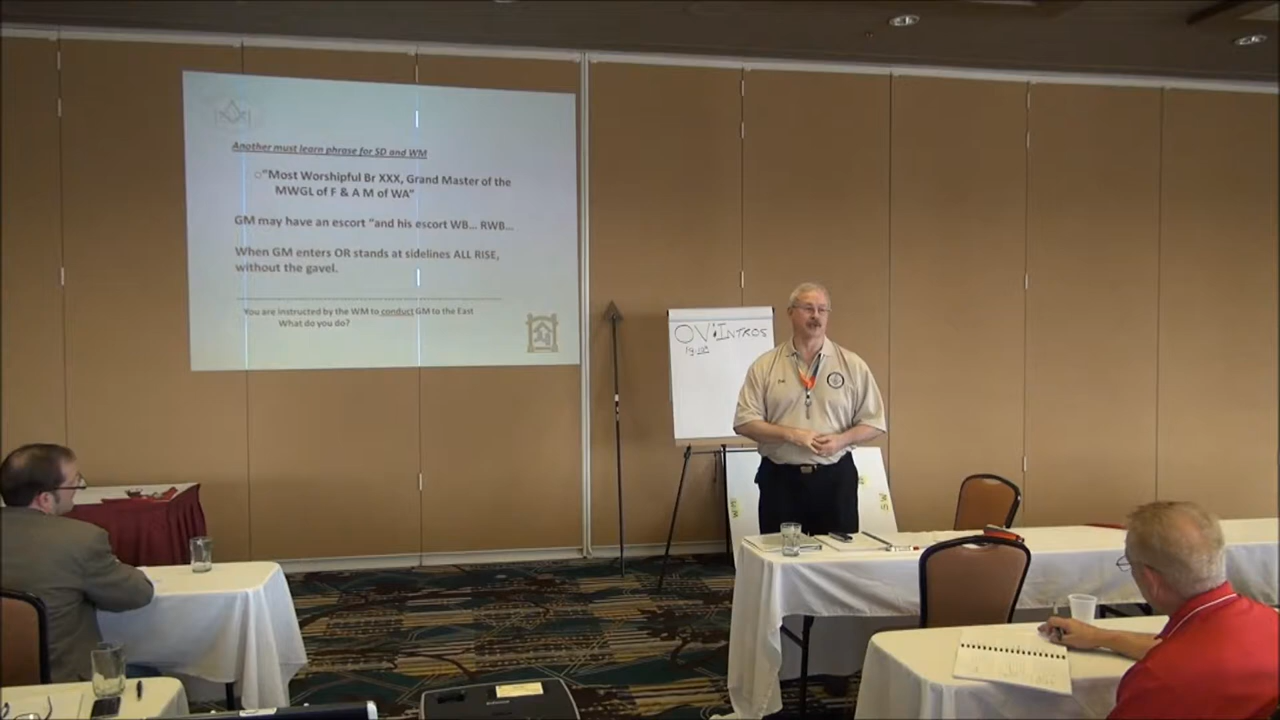 Another must learn phrase for SD and WM
"Most Worshipful Br XXX, Grand Master of the
MWGL of F & A M of WA"
GM may have an escort "and his escort WB... RWB...
When GM enters OR stands at sidelines ALL RISE,
without the gavel.
You are instructed by the WM to conduct GM to the East
What do you do?
OV: INTROS